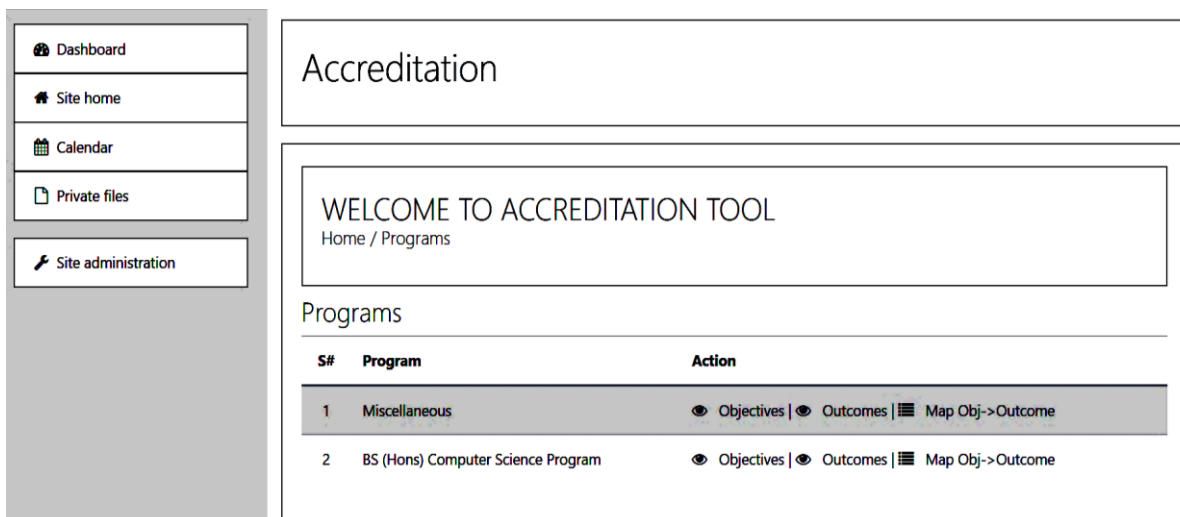 Dashboard
Site home
Calendar
Private files
Site administration
Accreditation
WELCOME TO ACCREDITATION TOOL
Home / Programs
Programs
S# Program Action
1 Miscellaneous Objectives | Outcomes | Map Obj->Outcome
2 BS (Hons) Computer Science Program Objectives | Outcomes | Map Obj->Outcome